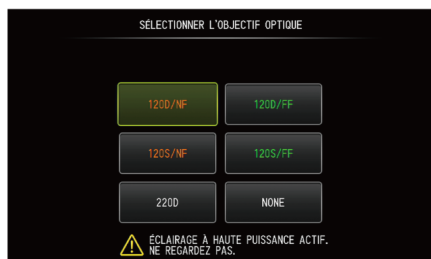 SÉLECTIONNER L'OBJECTIF OPTIQUE
120D/NF 120D/FF
120S/NF 120S/FF
220D NONE
ÉCLAIRAGE À HAUTE PUISSANCE ACTIF.
NE REGARDEZ PAS.